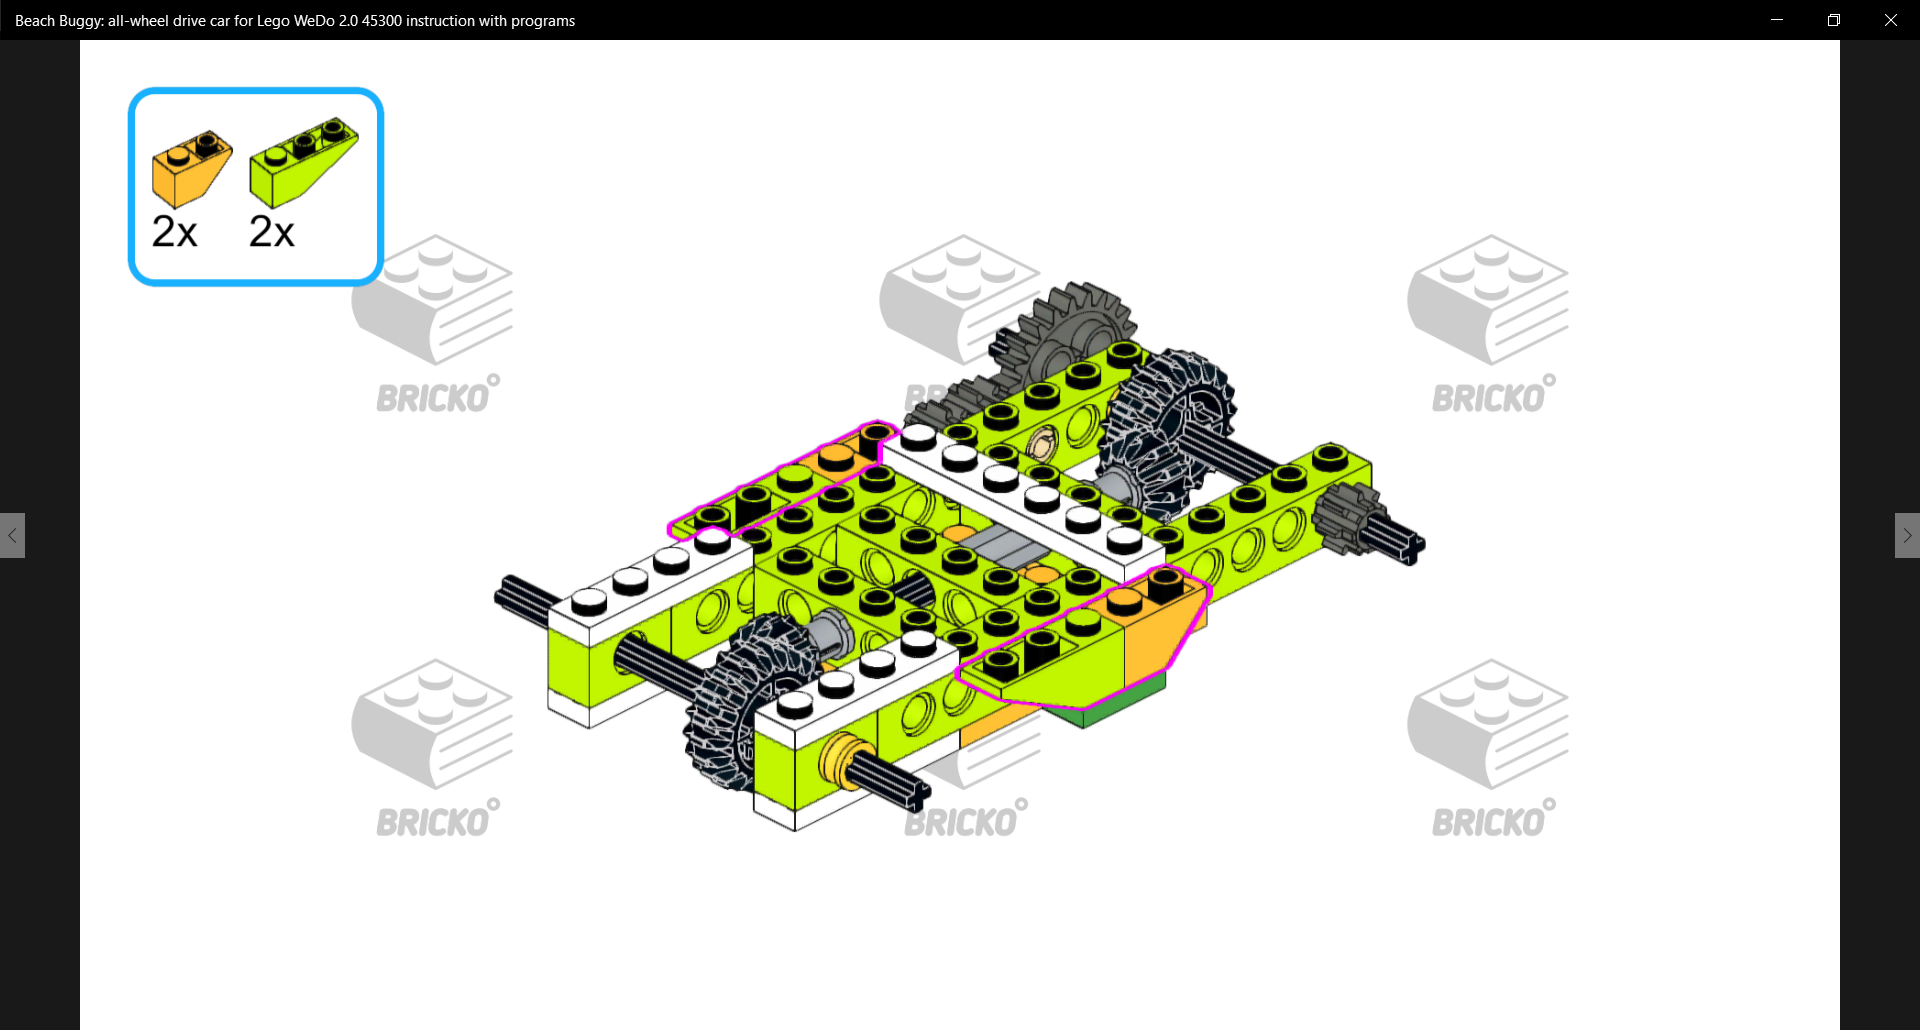 Beach Buggy: all-wheel drive car for Lego WeDo 2.0 45300 instruction with programs
2x 2x
BRICKO
BR
BRICKO
BRICKO
BRICKO
BRICKO